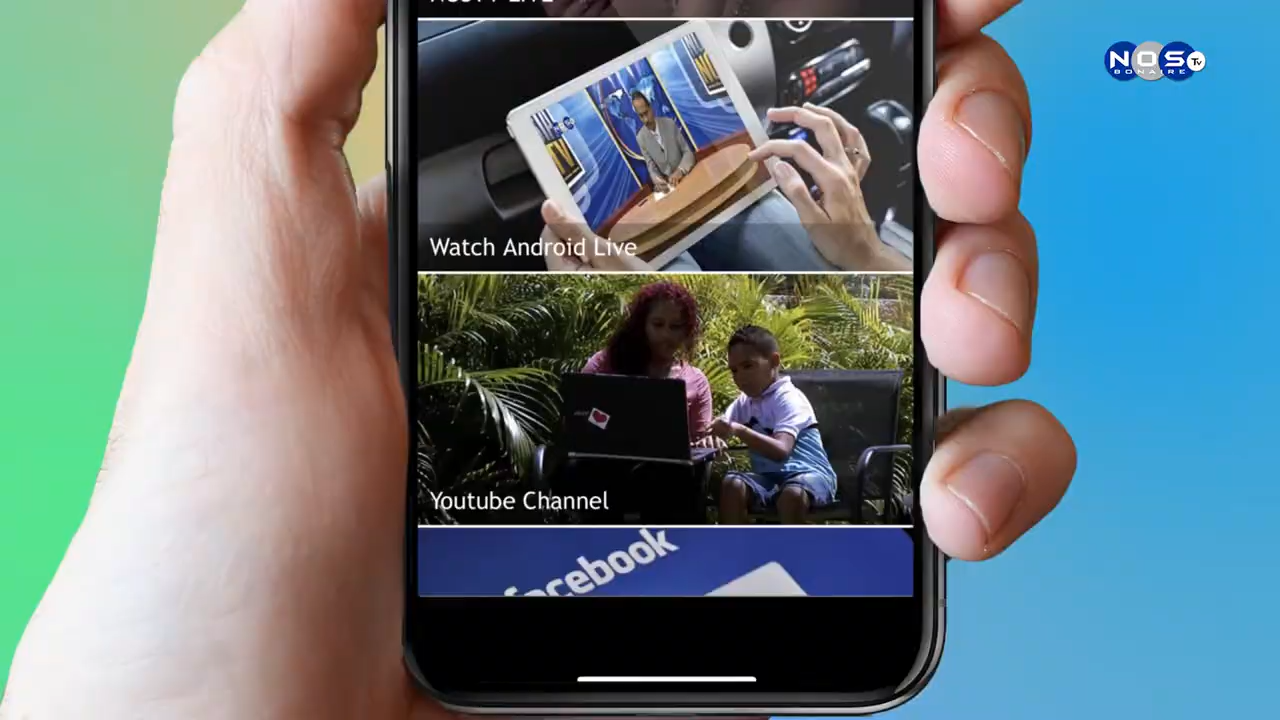 NOS Tv
BONAIRE
Watch Android Live
Youtube Channel
facebook